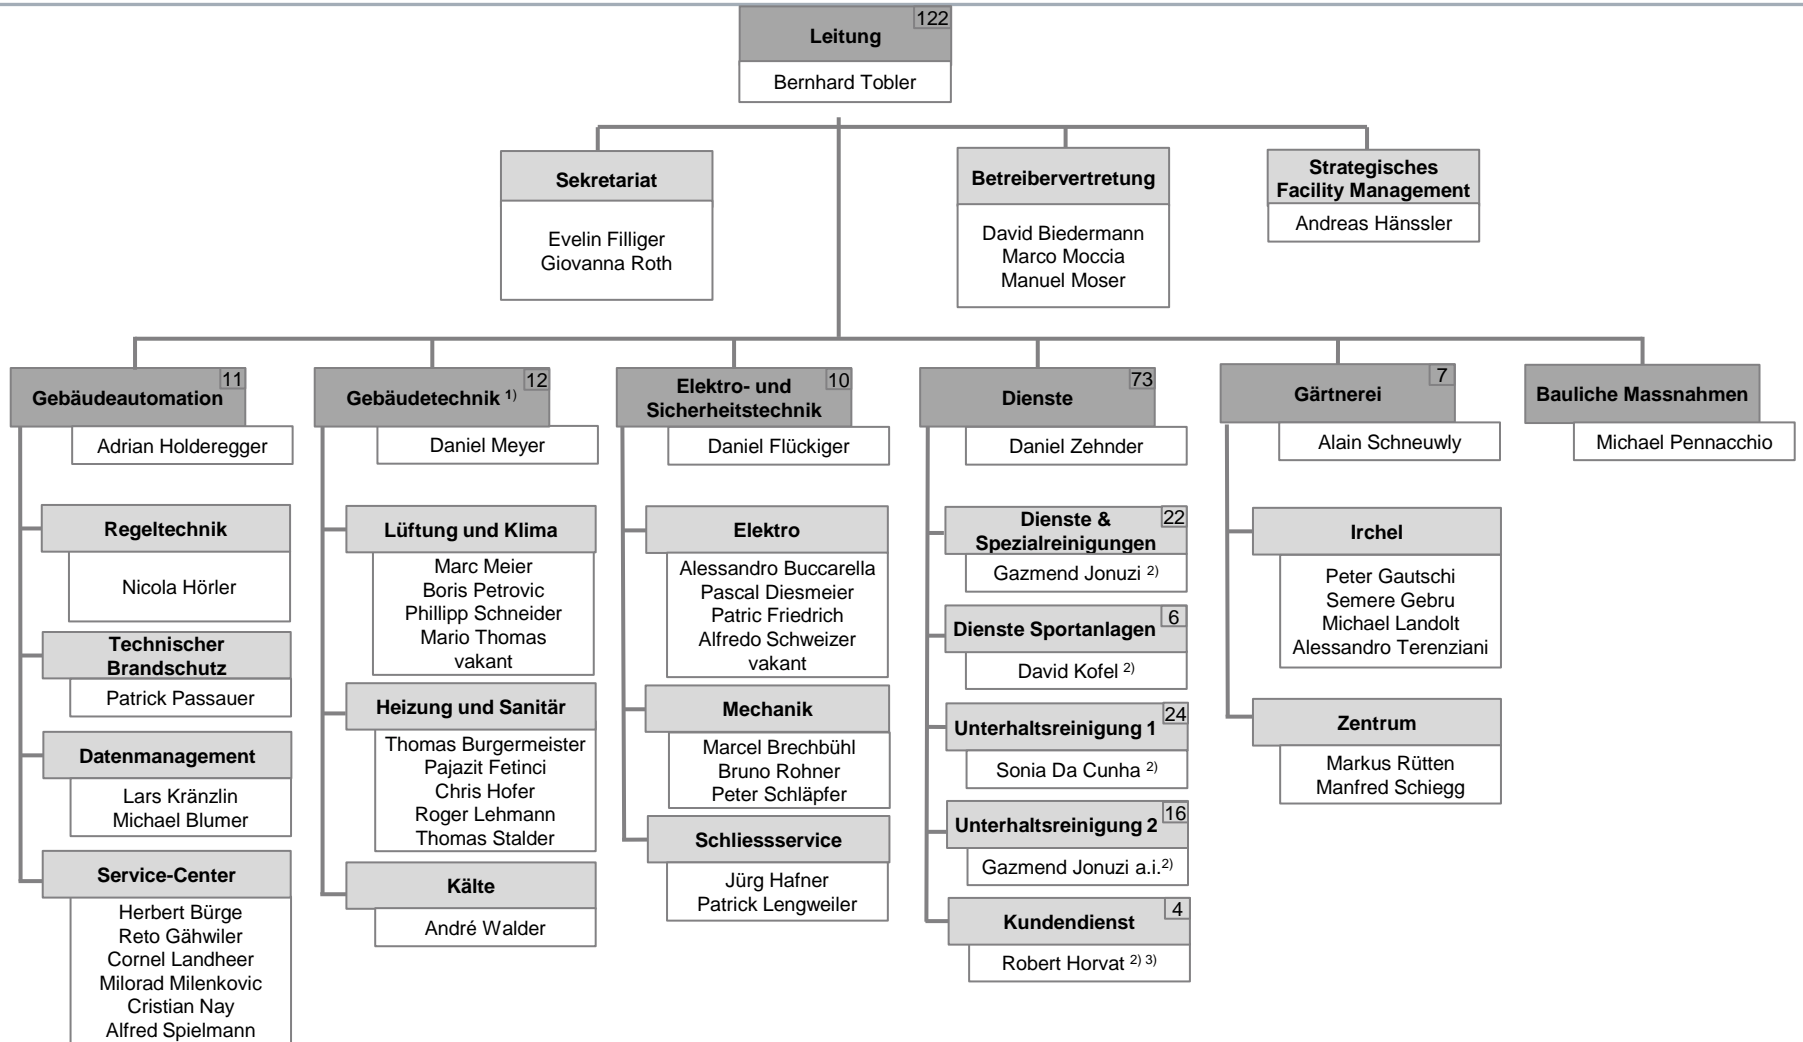 122
Leitung
Bernhard Tobler
Sekretariat
Evelin Filliger
Giovanna Roth
Betreibervertretung
David Biedermann
Marco Moccia
Manuel Moser
Strategisches
Facility Management
Andreas Hänssler
11
Gebäudeautomation
Adrian Holderegger
Regeltechnik
Nicola Hörler
Technischer
Brandschutz
Patrick Passauer
Datenmanagement
Lars Kränzlin
Michael Blumer
Service-Center
Herbert Bürge
Reto Gähwiler
Cornel Landheer
Milorad Milenkovic
Cristian Nay
Alfred Spielmann
12
Gebäudetechnik 1)
Daniel Meyer
Lüftung und Klima
Marc Meier
Boris Petrovic
Phillipp Schneider
Mario Thomas
vakant
Heizung und Sanitär
Thomas Burgermeister
Pajazit Fetinci
Chris Hofer
Roger Lehmann
Thomas Stalder
Kälte
André Walder
10
Elektro- und
Sicherheitstechnik
Daniel Flückiger
Elektro
Alessandro Buccarella
Pascal Diesmeier
Patric Friedrich
Alfredo Schweizer
vakant
Mechanik
Marcel Brechbühl
Bruno Rohner
Peter Schläpfer
Schliessservice
Jürg Hafner
Patrick Lengweiler
73
Dienste
Daniel Zehnder
22
Dienste &
Spezialreinigungen
Gazmend Jonuzi 2)
6
Dienste Sportanlagen
David Kofel 2)
24
Unterhaltsreinigung 1
Sonia Da Cunha 2)
16
Unterhaltsreinigung 2
Gazmend Jonuzi a.i.2)
4
Kundendienst
Robert Horvat 2) 3)
7
Gärtnerei
Alain Schneuwly
Irchel
Peter Gautschi
Semere Gebru
Michael Landolt
Alessandro Terenziani
Zentrum
Markus Rütten
Manfred Schiegg
Bauliche Massnahmen
Michael Pennacchio